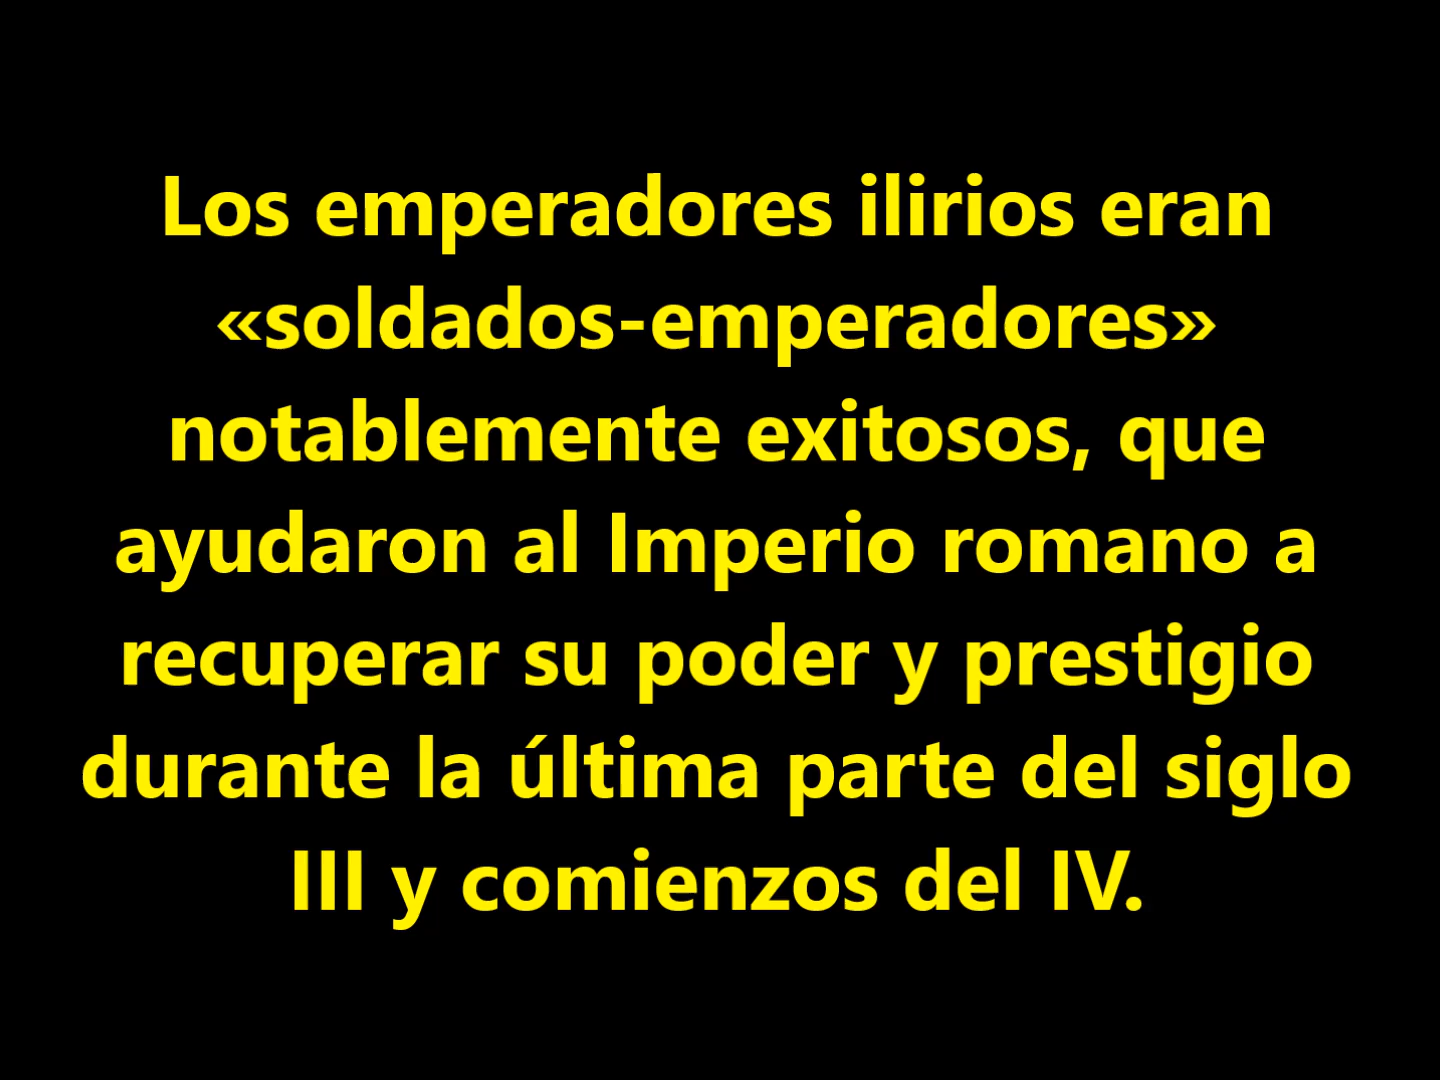 Los emperadores ilirios eran
«soldados-emperadores»
notablemente exitosos, que
ayudaron al Imperio romano a
recuperar su poder y prestigio
durante la última parte del siglo
III y comienzos del IV.